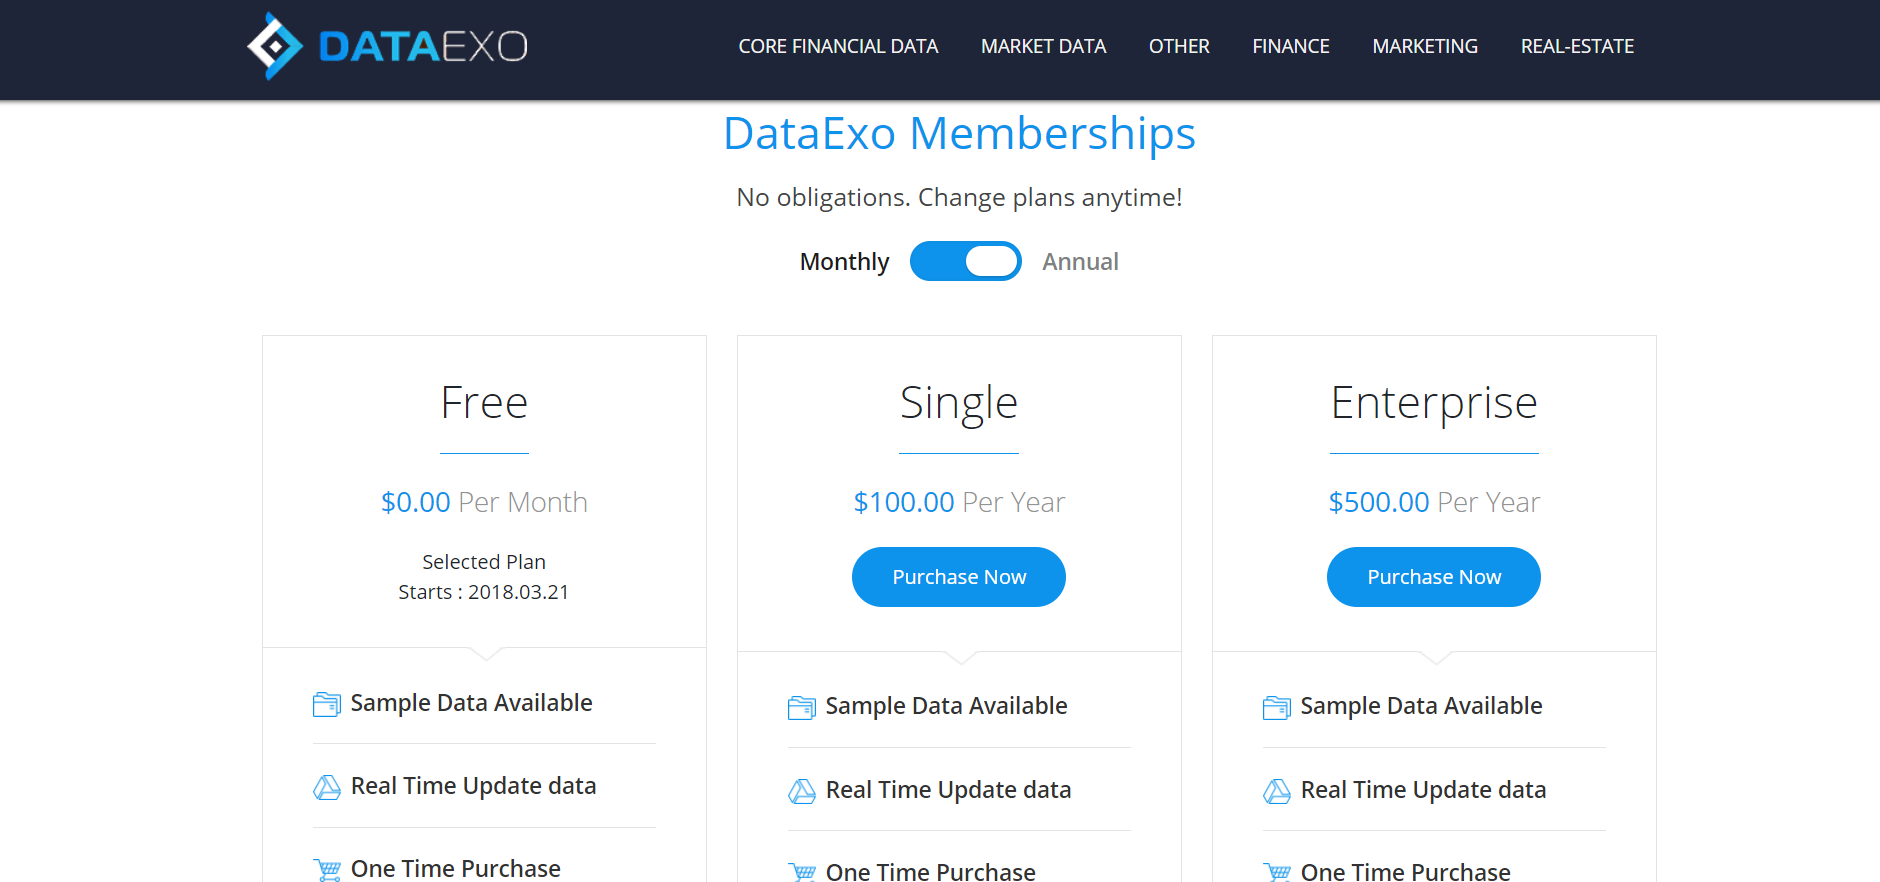 DATAEXO
CORE FINANCIAL DATA
MARKET DATA
OTHER
FINANCE
MARKETING
REAL-ESTATE
DataExo Memberships
No obligations. Change plans anytime!
Monthly
Annual
Free
$0.00 Per Month
Selected Plan
Starts : 2018.03.21
Sample Data Available
Real Time Update data
One Time Purchase
Single
$100.00 Per Year
Purchase Now
Sample Data Available
Real Time Update data
One Time Purchase
Enterprise
$500.00 Per Year
Purchase Now
Sample Data Available
Real Time Update data
One Time Purchase